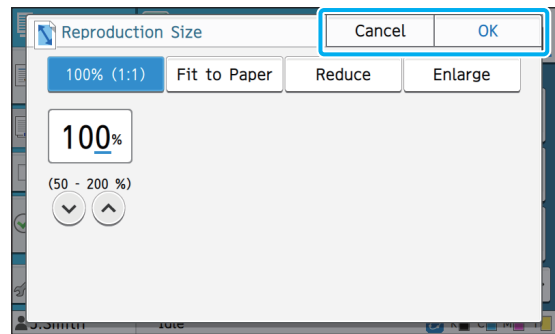 Reproduction Size
Cancel
OK
100% (1:1)
Fit to Paper
Reduce
Enlarge
100%
(50 - 200 %)
J.Smith
Idle
K C M Y